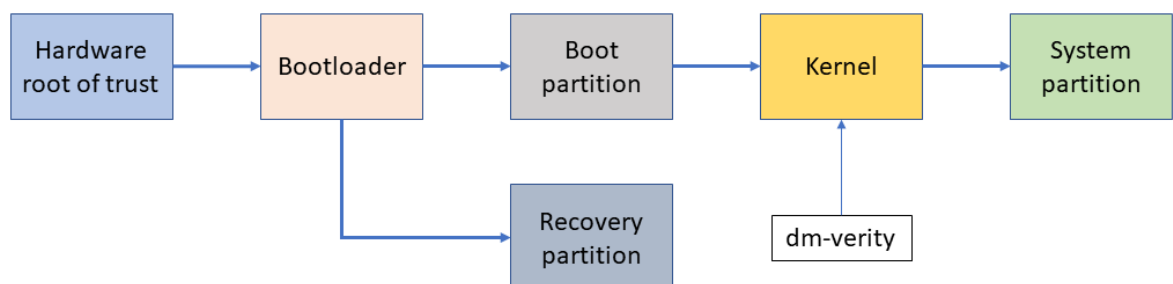 Hardware
root of trust
Bootloader
Boot
partition
Kernel
System
partition
Recovery
partition
dm-verity